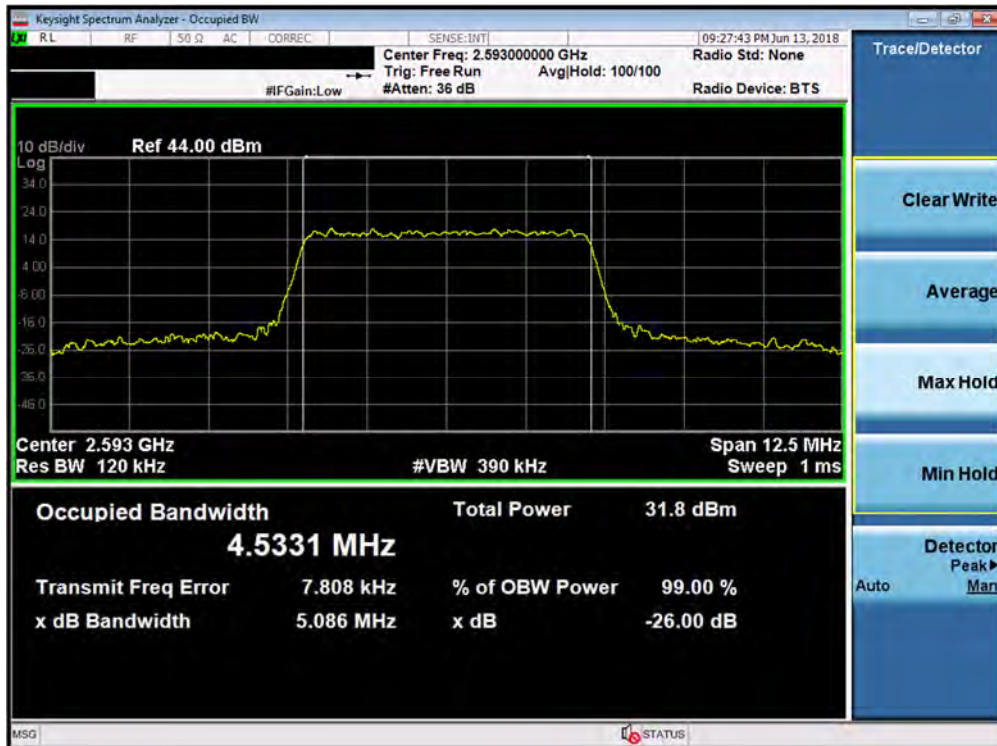 Keysight Spectrum Analyzer - Occupied BW
LXI RL RF 50 Ω AC CORREC SENSE:INT 09:27:43 PM Jun 13, 2018
Center Freq: 2.593000000 GHz Radio Std: None
Trig: Free Run Avg|Hold: 100/100
#IFGain:Low #Atten: 36 dB Radio Device: BTS
Trace/Detector
10 dB/div Ref 44.00 dBm
Log
34.0
24.0
14.0
4.00
-6.00
-16.0
-26.0
-36.0
-46.0
Center 2.593 GHz Span 12.5 MHz
Res BW 120 kHz #VBW 390 kHz Sweep 1 ms
Occupied Bandwidth Total Power 31.8 dBm
4.5331 MHz
Transmit Freq Error 7.808 kHz % of OBW Power 99.00 %
x dB Bandwidth 5.086 MHz x dB -26.00 dB
Clear Write
Average
Max Hold
Min Hold
Detector
Peak▶
Auto Man
MSG STATUS